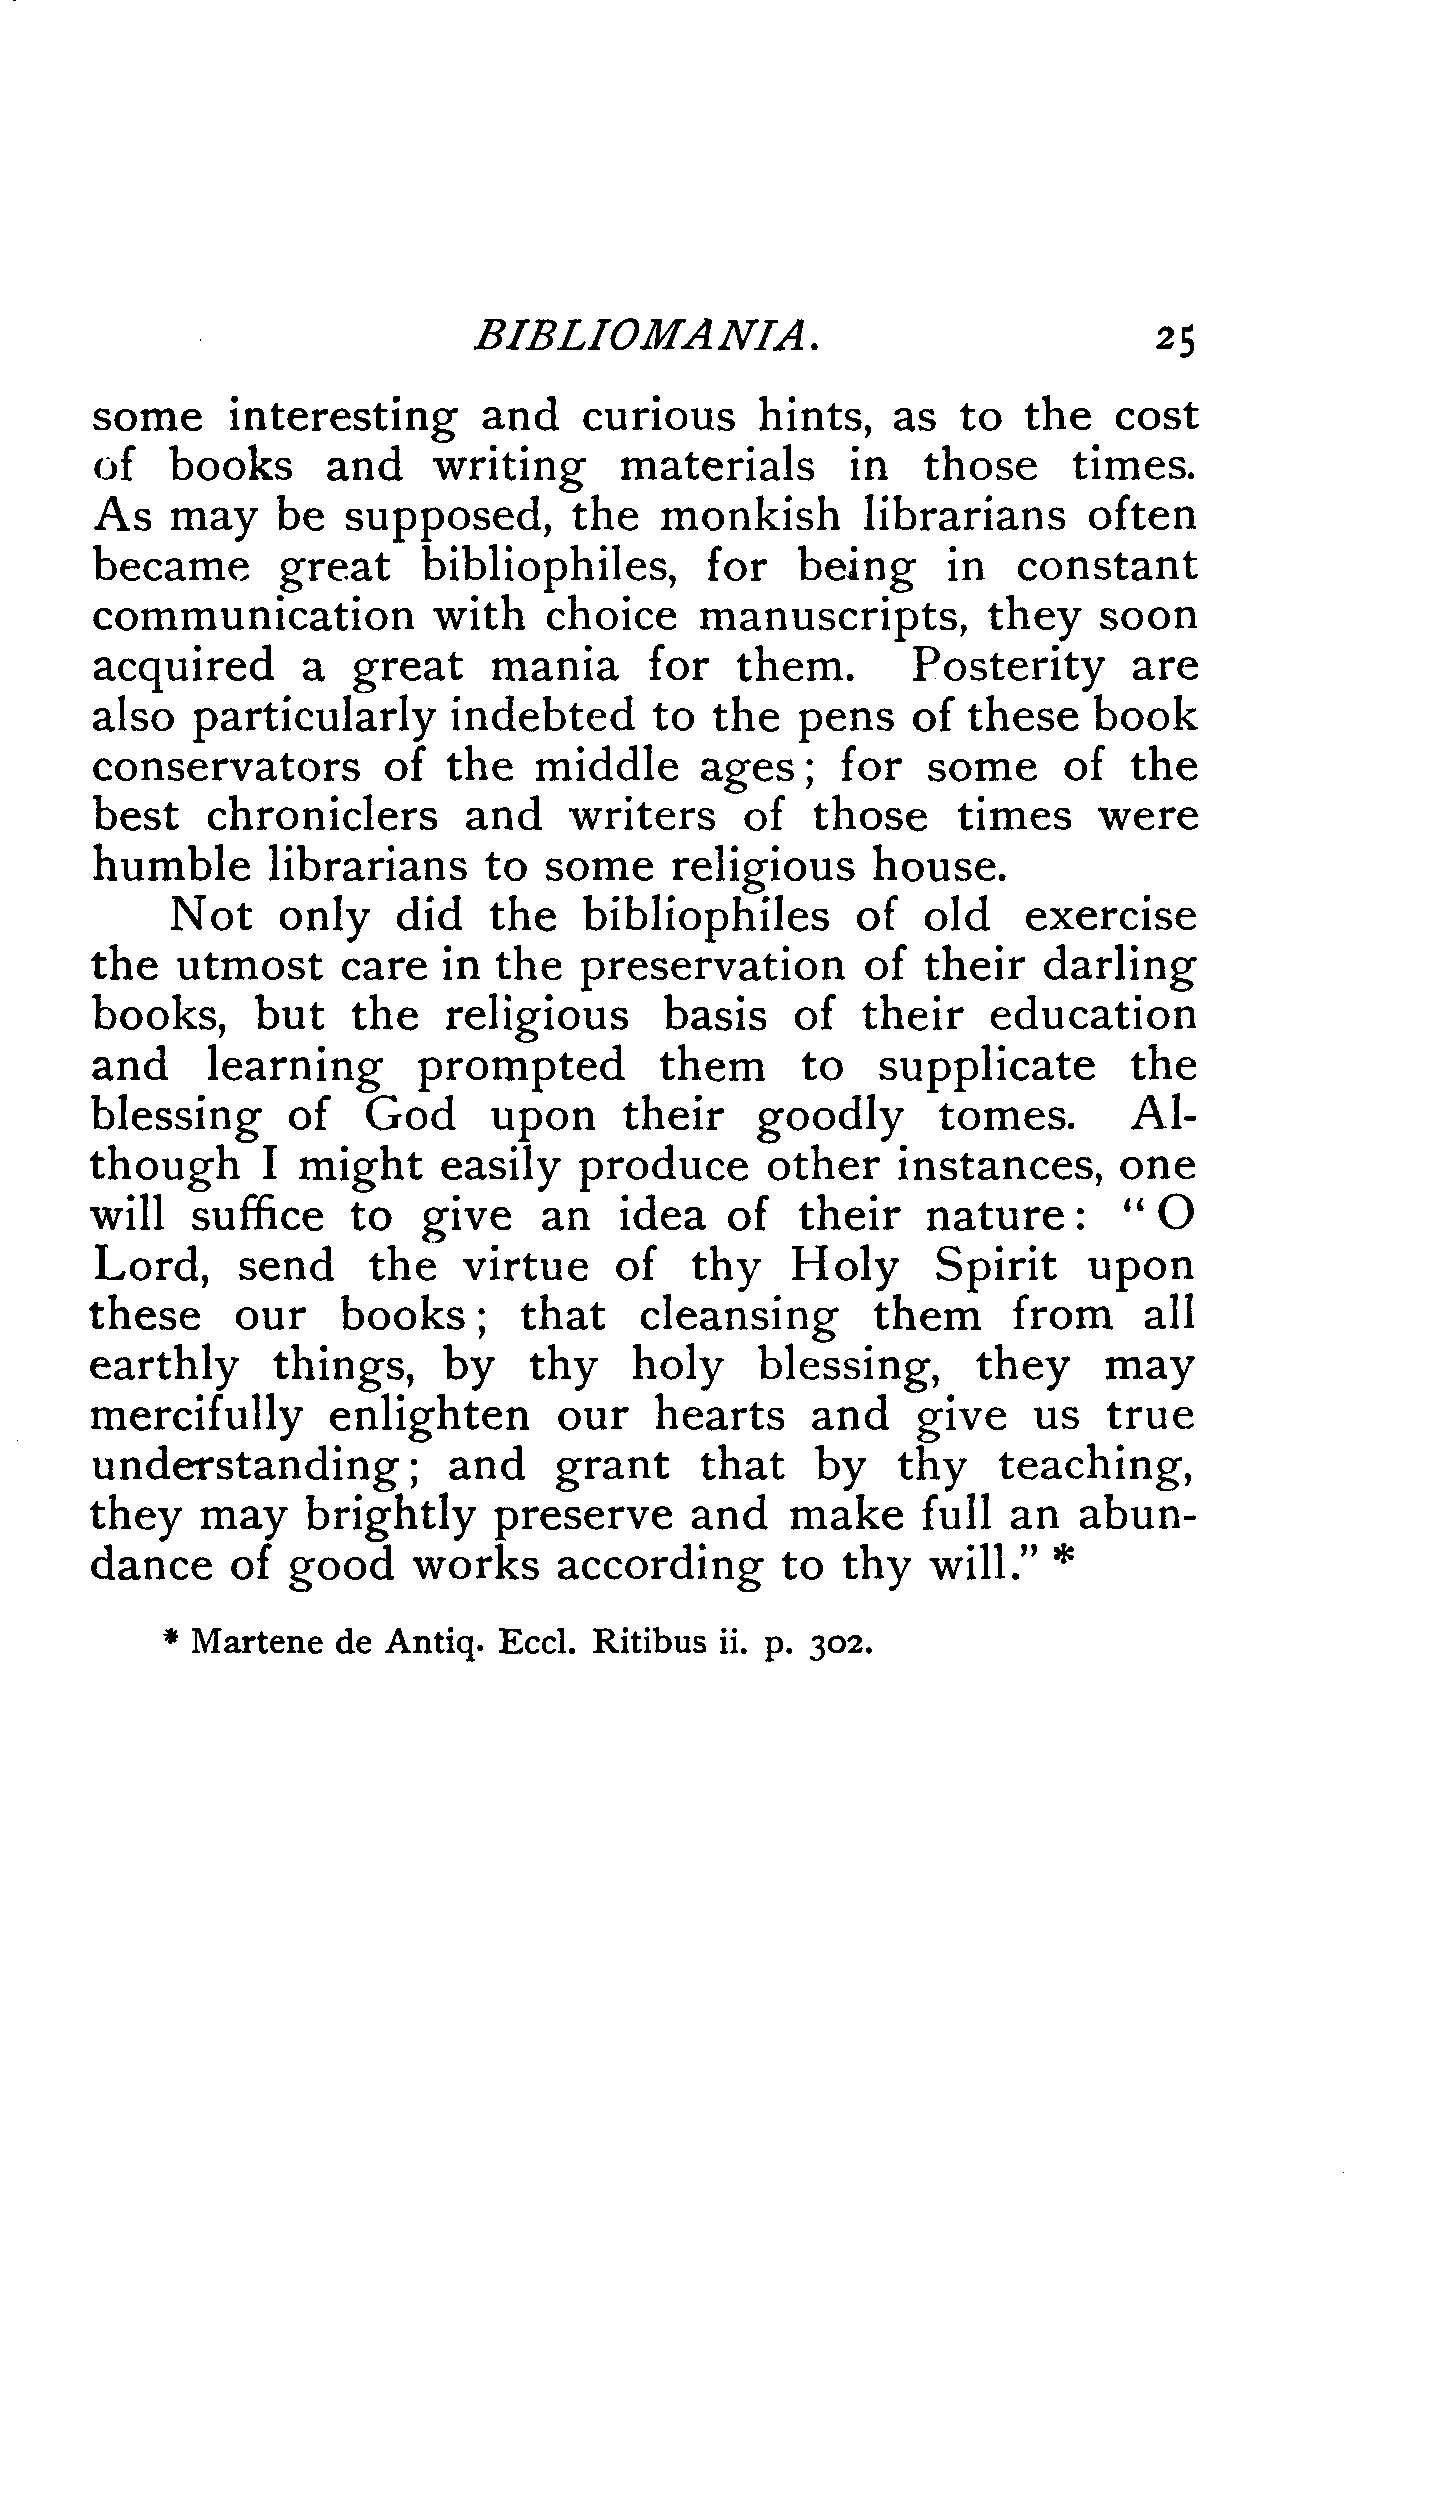 BIBLIOMANIA. 25
some interesting and curious hints, as to the cost
of books and writing materials in those times.
As may be supposed, the monkish librarians often
became great bibliophiles, for being in constant
communication with choice manuscripts, they soon
acquired a great mania for them. Posterity are
also particularly indebted to the pens of these book
conservators of the middle ages; for some of the
best chroniclers and writers of those times were
humble librarians to some religious house.
Not only did the bibliophiles of old exercise
the utmost care in the preservation of their darling
books, but the religious basis of their education
and learning prompted them to supplicate the
blessing of God upon their goodly tomes. Al-
though I might easily produce other instances, one
will suffice to give an idea of their nature: “O
Lord, send the virtue of thy Holy Spirit upon
these our books; that cleansing them from all
earthly things, by thy holy blessing, they may
mercifully enlighten our hearts and give us true
understanding; and grant that by thy teaching,
they may brightly preserve and make full an abun-
dance of good works according to thy will.” *
* Martene de Antiq. Eccl. Ritibus ii. p. 302.